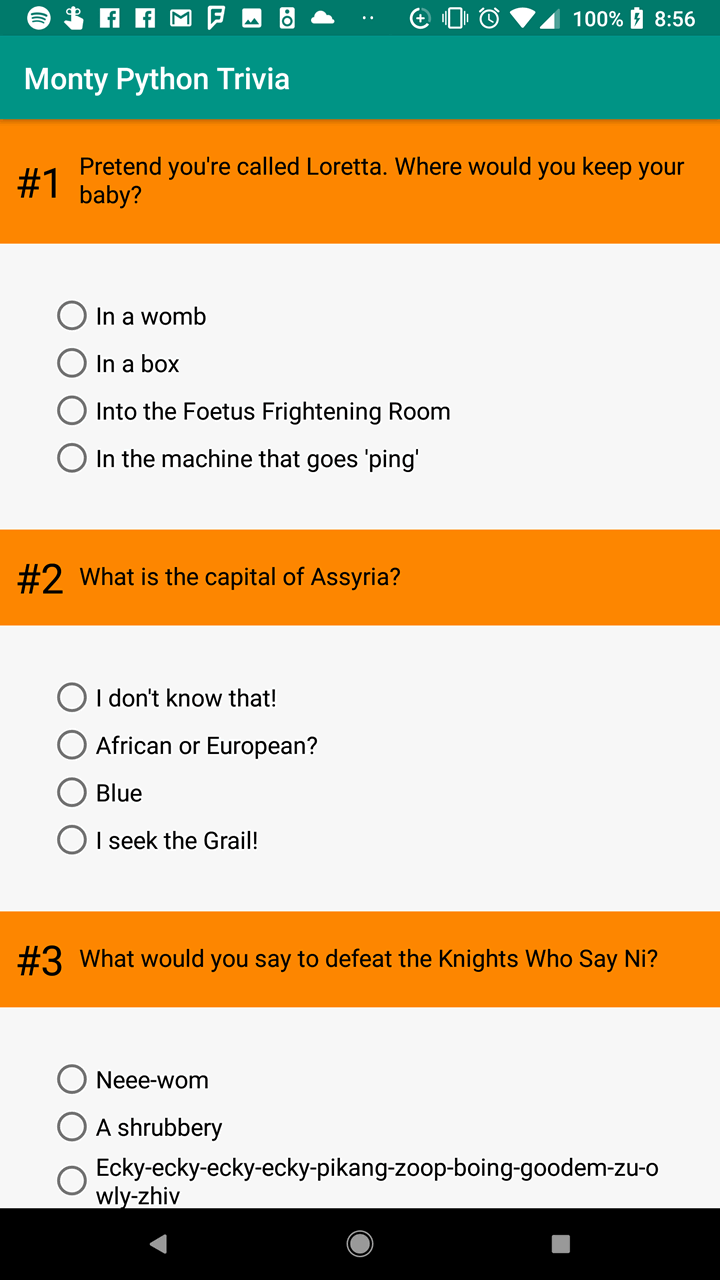 100% 8:56
Monty Python Trivia
#1 Pretend you're called Loretta. Where would you keep your
baby?
In a womb
In a box
Into the Foetus Frightening Room
In the machine that goes 'ping'
#2 What is the capital of Assyria?
I don't know that!
African or European?
Blue
I seek the Grail!
#3 What would you say to defeat the Knights Who Say Ni?
Neee-wom
A shrubbery
Ecky-ecky-ecky-ecky-pikang-zoop-boing-goodem-zu-o
wly-zhiv